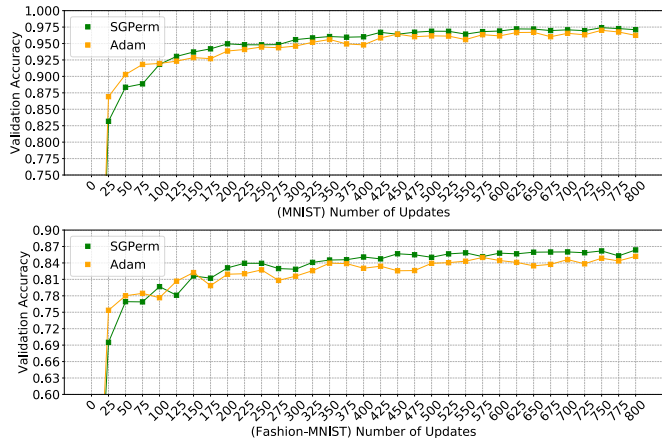 1.000
0.975
0.950
0.925
0.900
0.875
0.850
0.825
0.800
0.775
0.750
Validation Accuracy
SGPerm
Adam
0 25 50 75 100 125 150 175 200 225 250 275 300 325 350 375 400 425 450 475 500 525 550 575 600 625 650 675 700 725 750 775 800
(MNIST) Number of Updates
0.90
0.87
0.84
0.81
0.78
0.75
0.72
0.69
0.66
0.63
0.60
Validation Accuracy
SGPerm
Adam
0 25 50 75 100 125 150 175 200 225 250 275 300 325 350 375 400 425 450 475 500 525 550 575 600 625 650 675 700 725 750 775 800
(Fashion-MNIST) Number of Updates